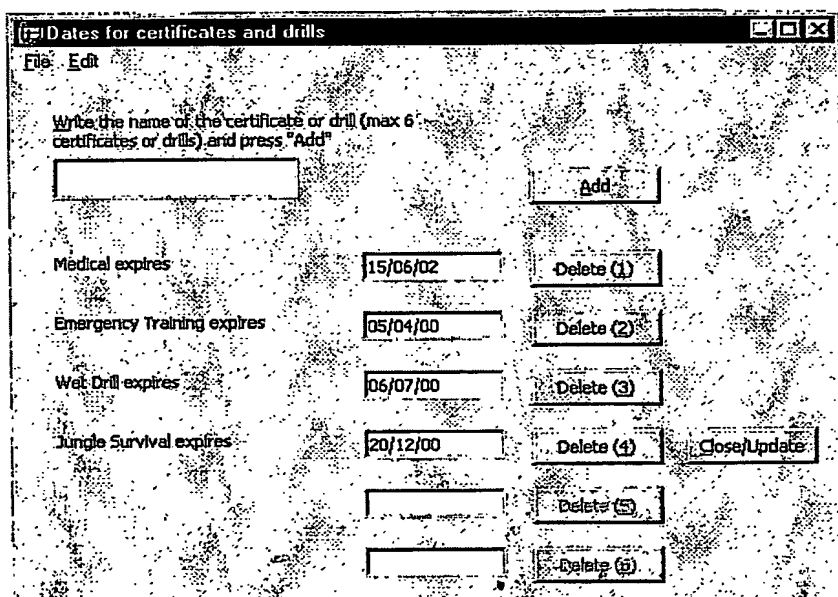 Dates for certificates and drills
File Edit
Write the name of the certificate or drill (max 6
certificates or drills) and press "Add"
Add
Medical expires 15/06/02 Delete (1)
Emergency Training expires 05/04/00 Delete (2)
Wet Drill expires 06/07/00 Delete (3)
Jungle Survival expires 20/12/00 Delete (4) Close/Update
Delete (5)
Delete (6)